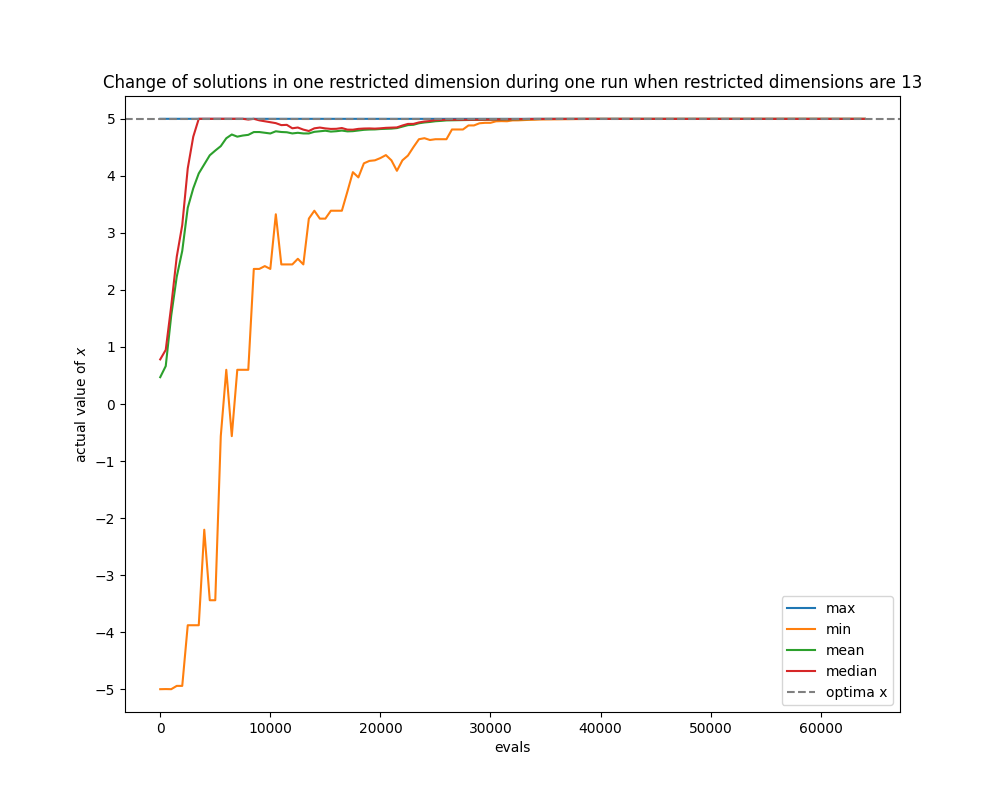 Change of solutions in one restricted dimension during one run when restricted dimensions are 13
5
4
3
2
1
0
−1
−2
−3
−4
−5
actual value of x
0 10000 20000 30000 40000 50000 60000
evals
max
min
mean
median
optima x